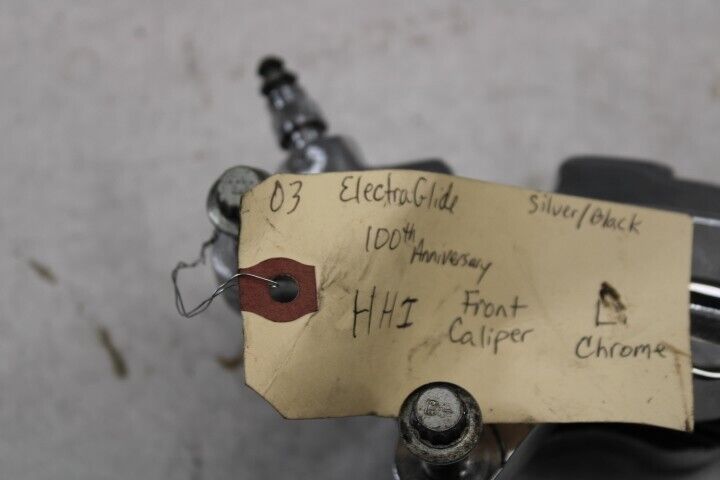 03 ElectraGlide Silver/Black
100th Anniversary
HHI Front Caliper L Chrome